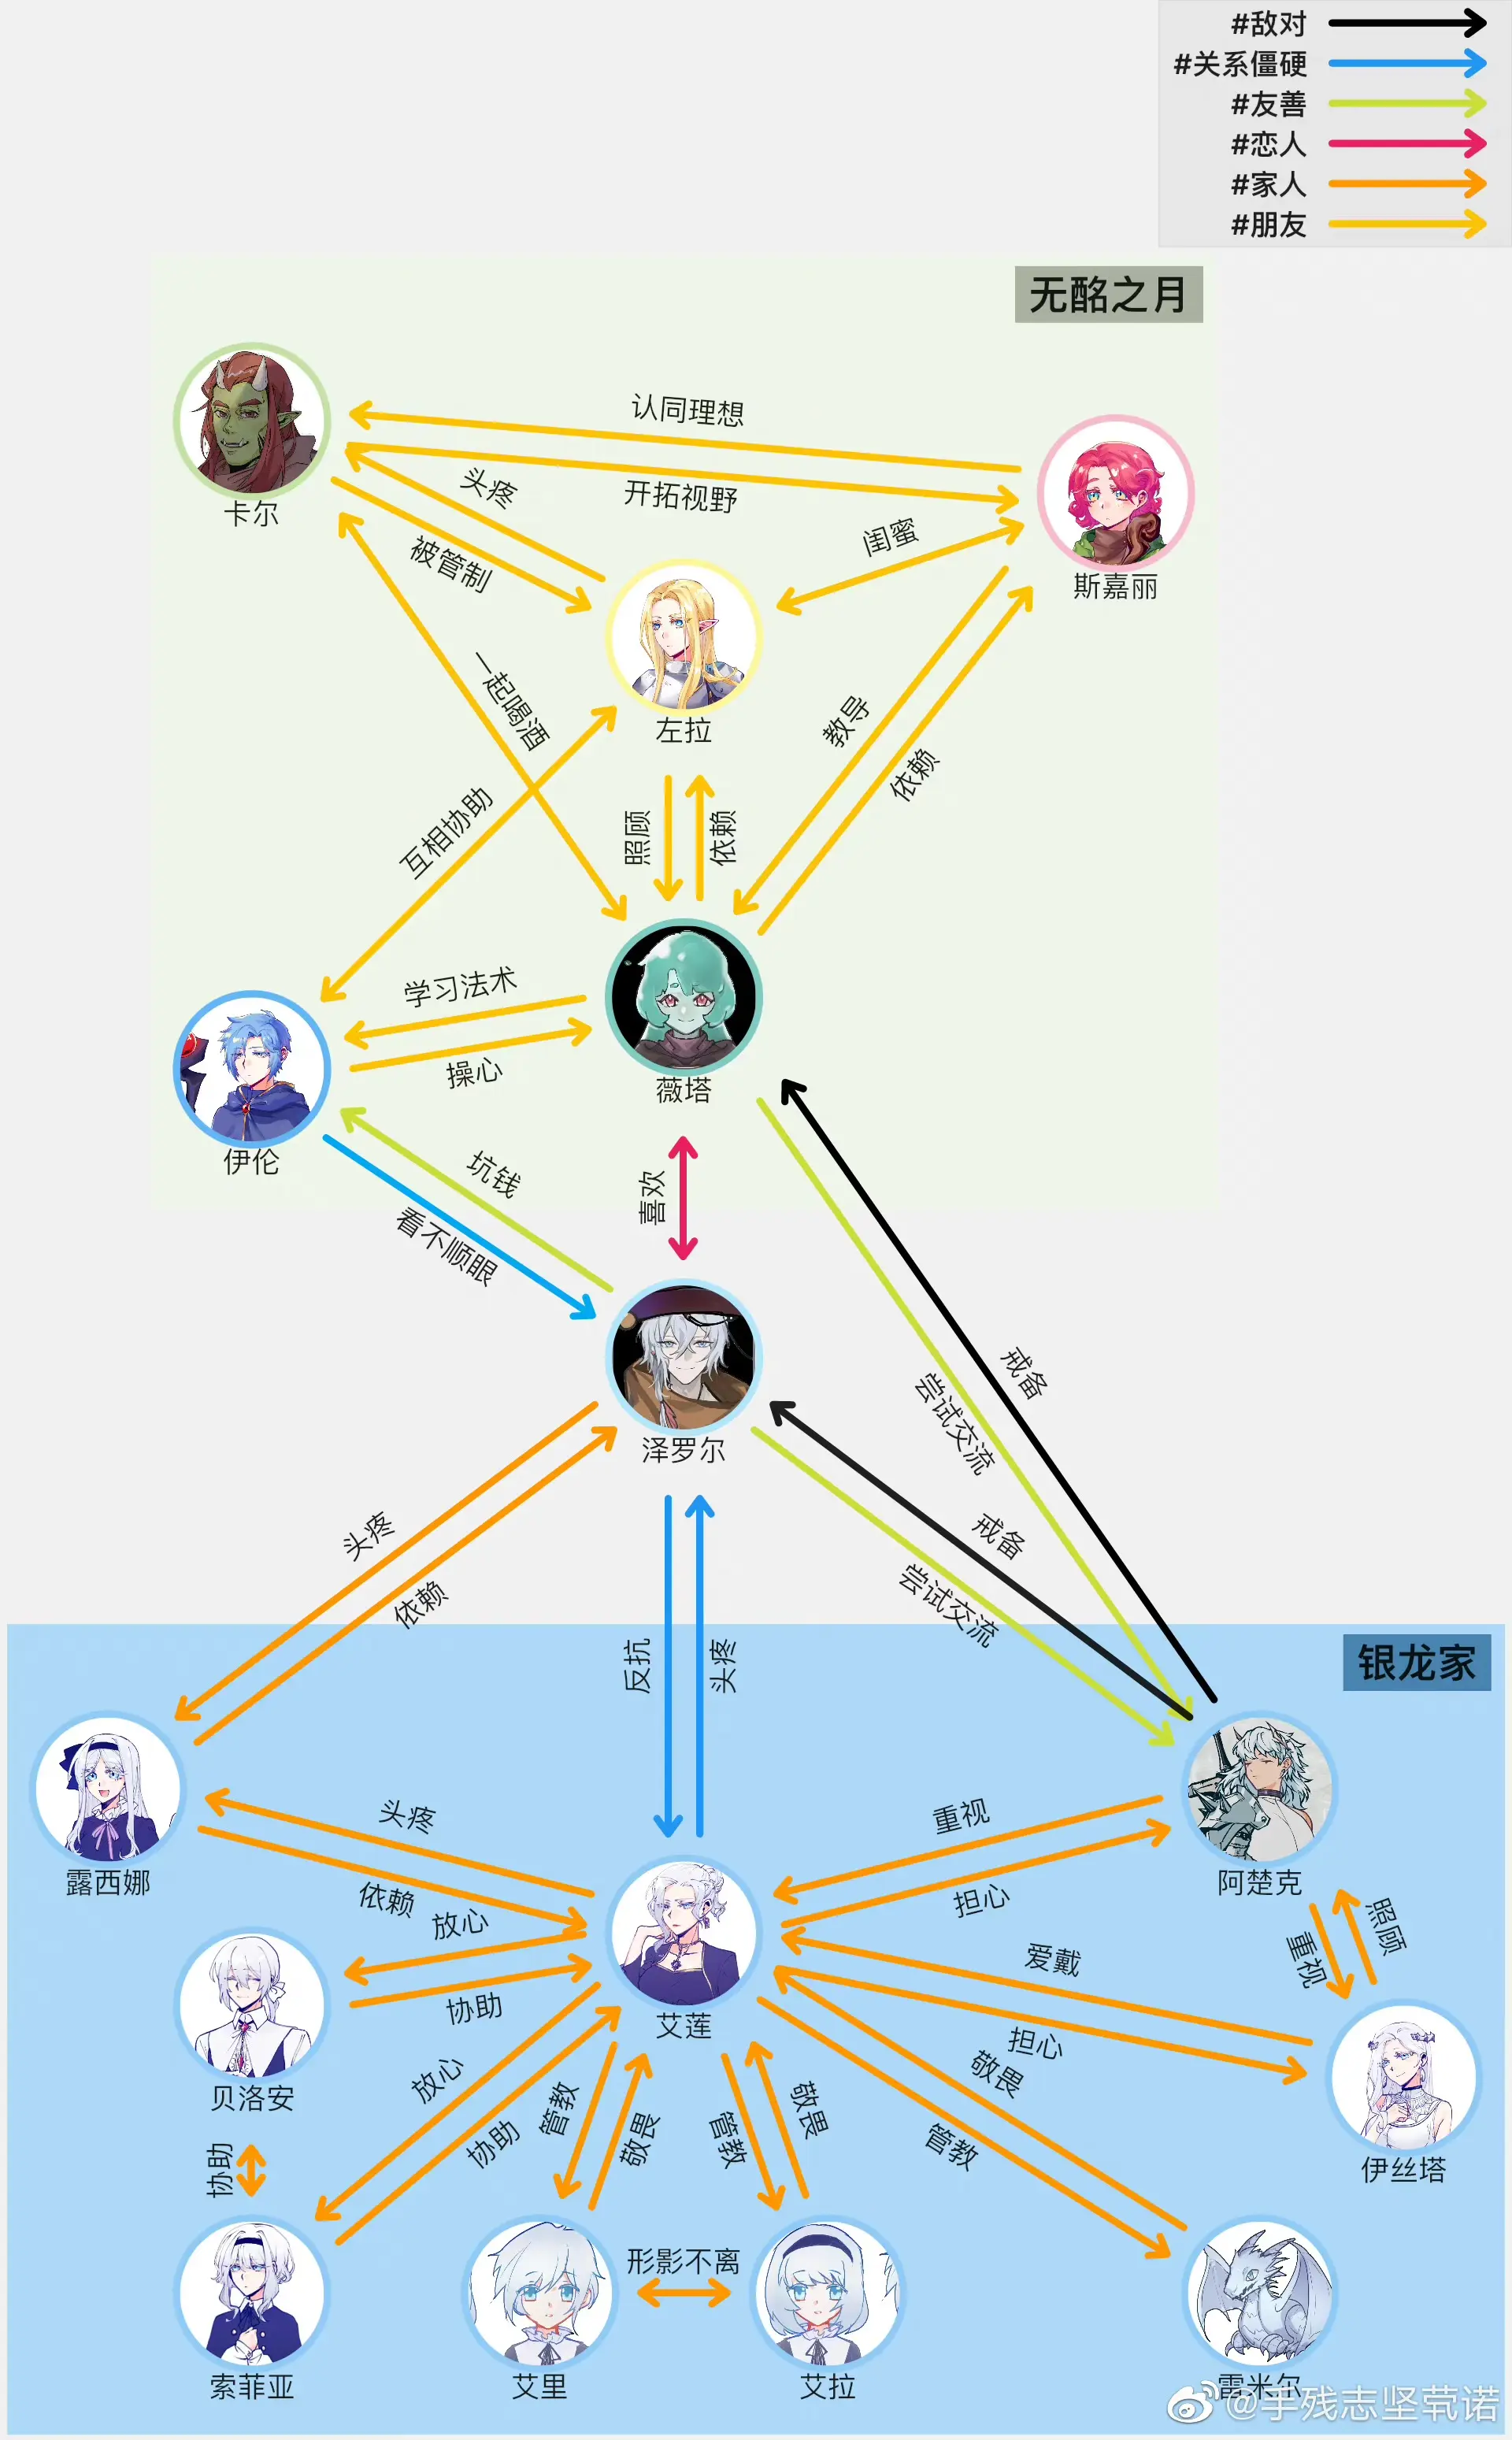 #敌对
#关系僵硬
#友善
#恋人
#家人
#朋友
无酩之月
认同理想
开拓视野
头疼
被管制
卡尔
闺蜜
斯嘉丽
左拉
一起喝酒
教导
依赖
互相协助
照顾
依赖
学习法术
操心
薇塔
伊伦
坑钱
看不顺眼
喜欢
戒备
尝试交流
泽罗尔
戒备
尝试交流
头疼
依赖
反抗
头疼
银龙家
露西娜
头疼
依赖
重视
担心
阿楚克
照顾
重视
放心
协助
艾莲
爱戴
担心
贝洛安
放心
协助
管教
敬畏
管教
敬畏
敬畏
管教
伊丝塔
协助
形影不离
索菲亚
艾里
艾拉
雷米尔
@手残志坚茕诺